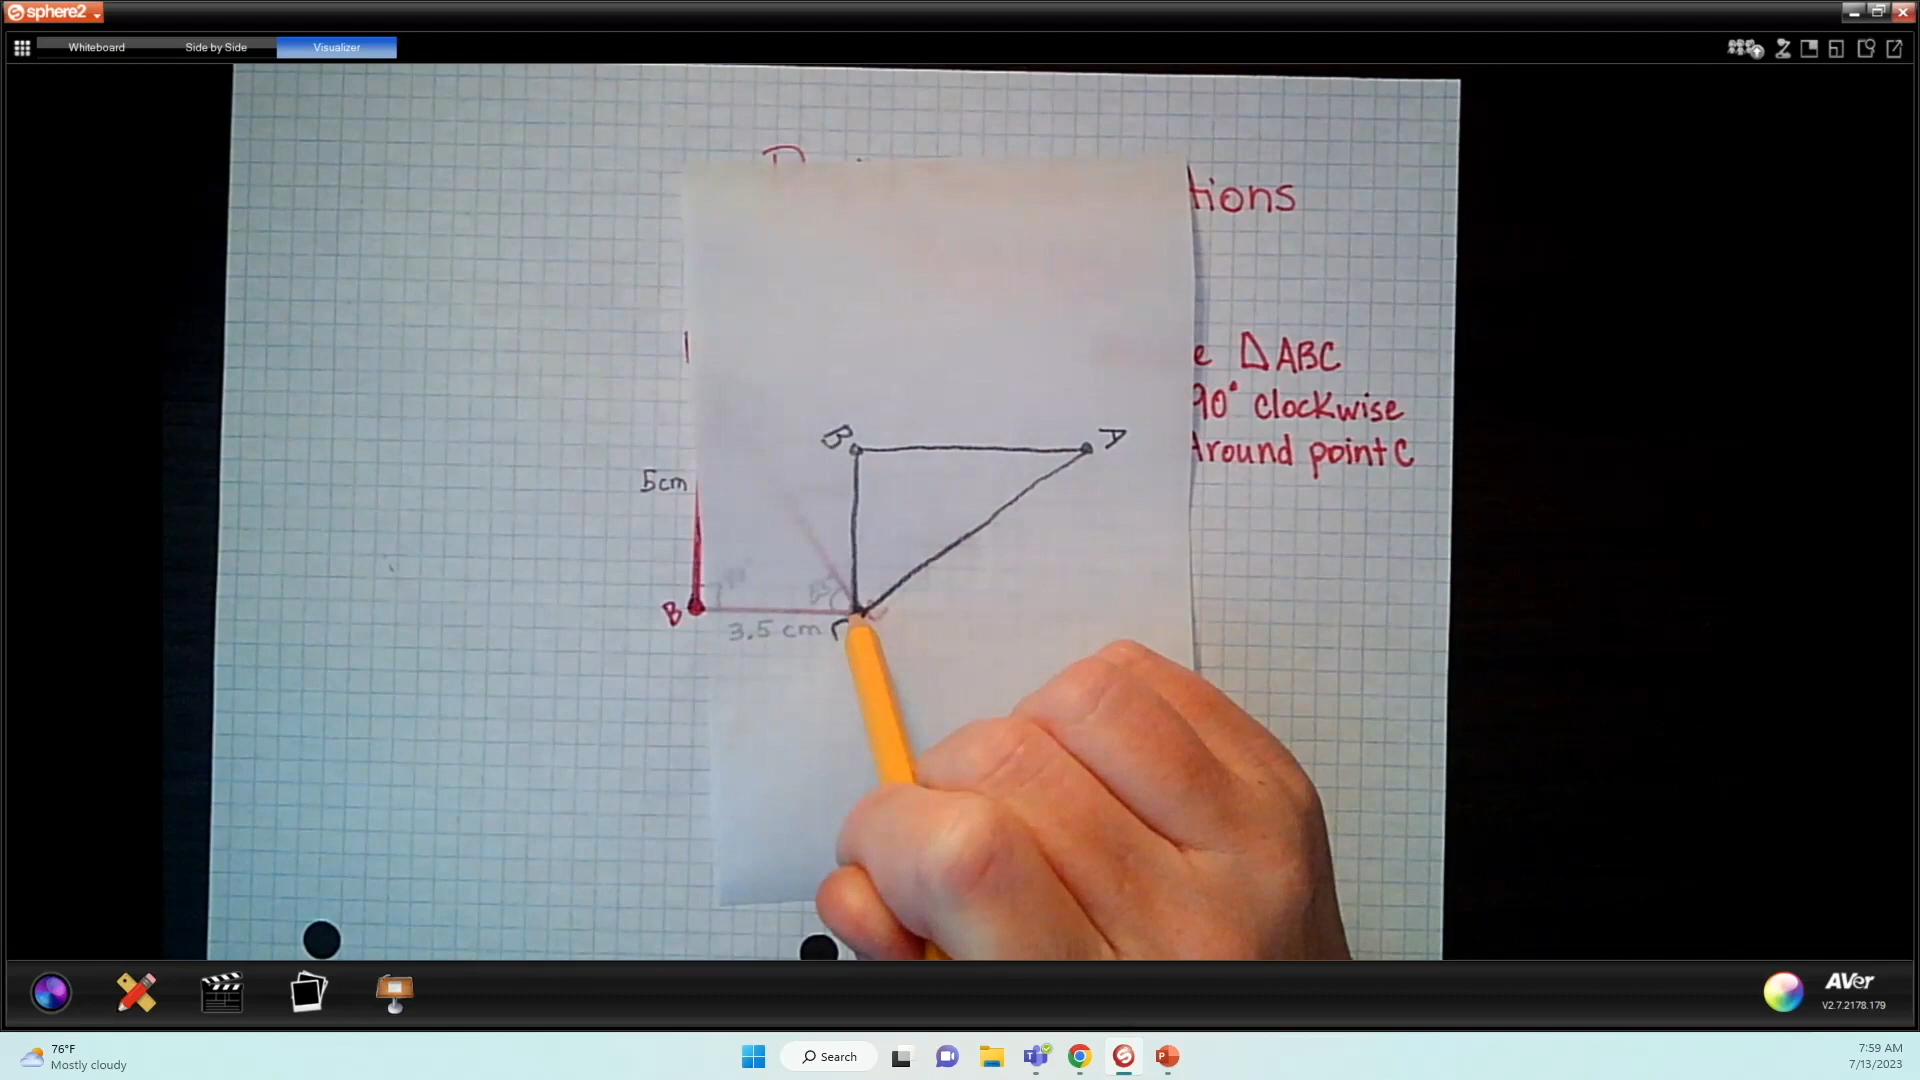 sphere2
Whiteboard
Side by Side
Visualizer
tions
e △ABC
90° clockwise
Around point C
B
A
5cm
B
3.5 cm
C
AVer
V2.7.2178.179
76°F
Mostly cloudy
Search
7:59 AM
7/13/2023